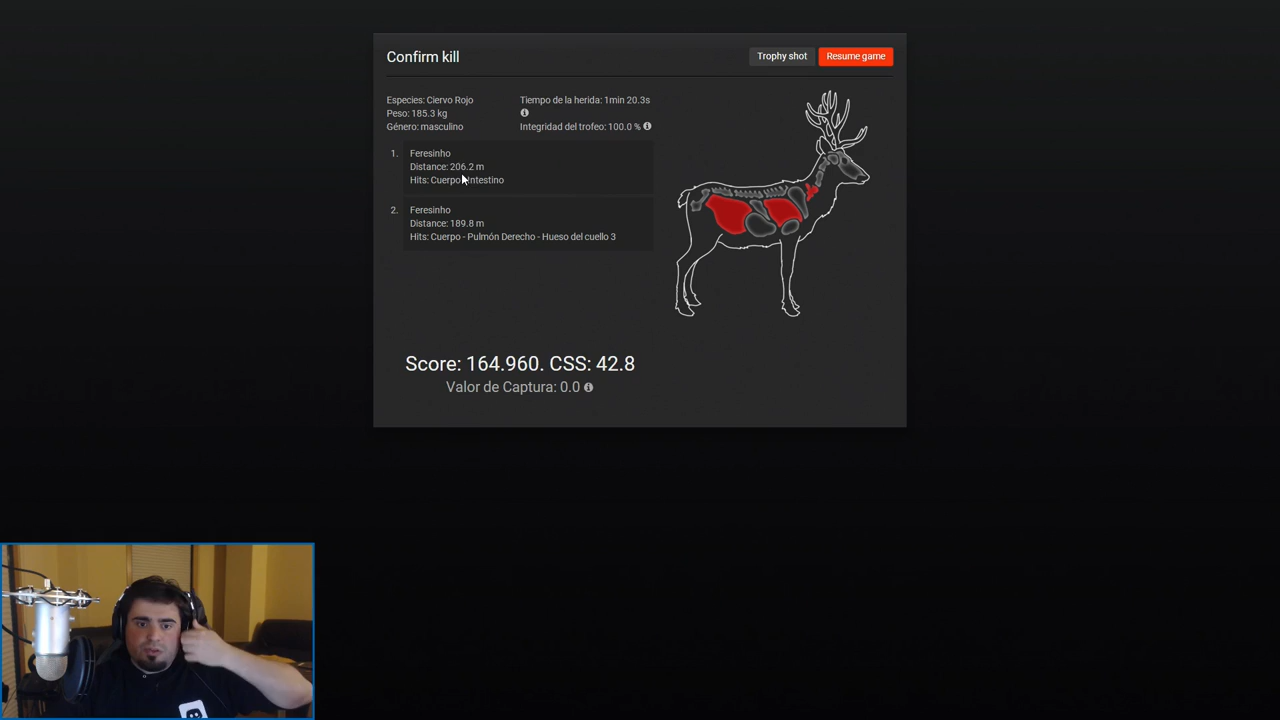 Confirm kill
Trophy shot
Resume game
Especies: Ciervo Rojo
Peso: 185.3 kg
Género: masculino
Tiempo de la herida: 1min 20.3s
Integridad del trofeo: 100.0 %
1.
Feresinho
Distance: 206.2 m
Hits: Cuerpo - Intestino
2.
Feresinho
Distance: 189.8 m
Hits: Cuerpo - Pulmón Derecho - Hueso del cuello 3
Score: 164.960. CSS: 42.8
Valor de Captura: 0.0